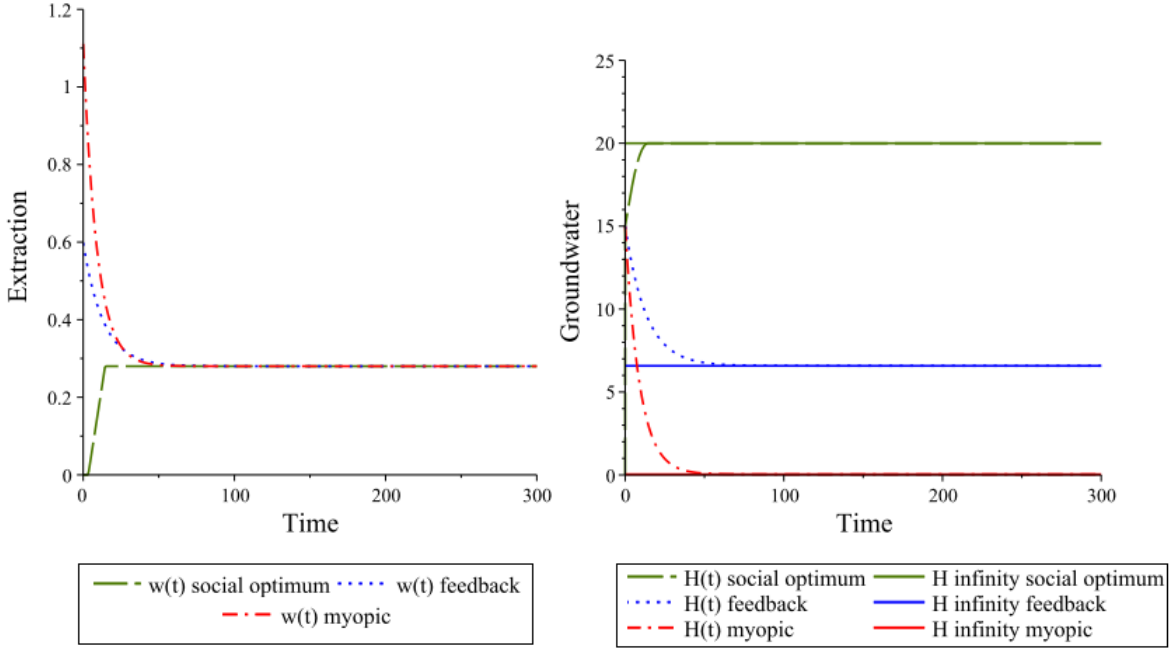 1.2
1
0.8
0.6
0.4
0.2
0
0
100
200
300
Extraction
Time
w(t) social optimum w(t) feedback
w(t) myopic
25
20
15
10
5
0
0
100
200
300
Groundwater
Time
H(t) social optimum H infinity social optimum
H(t) feedback H infinity feedback
H(t) myopic H infinity myopic